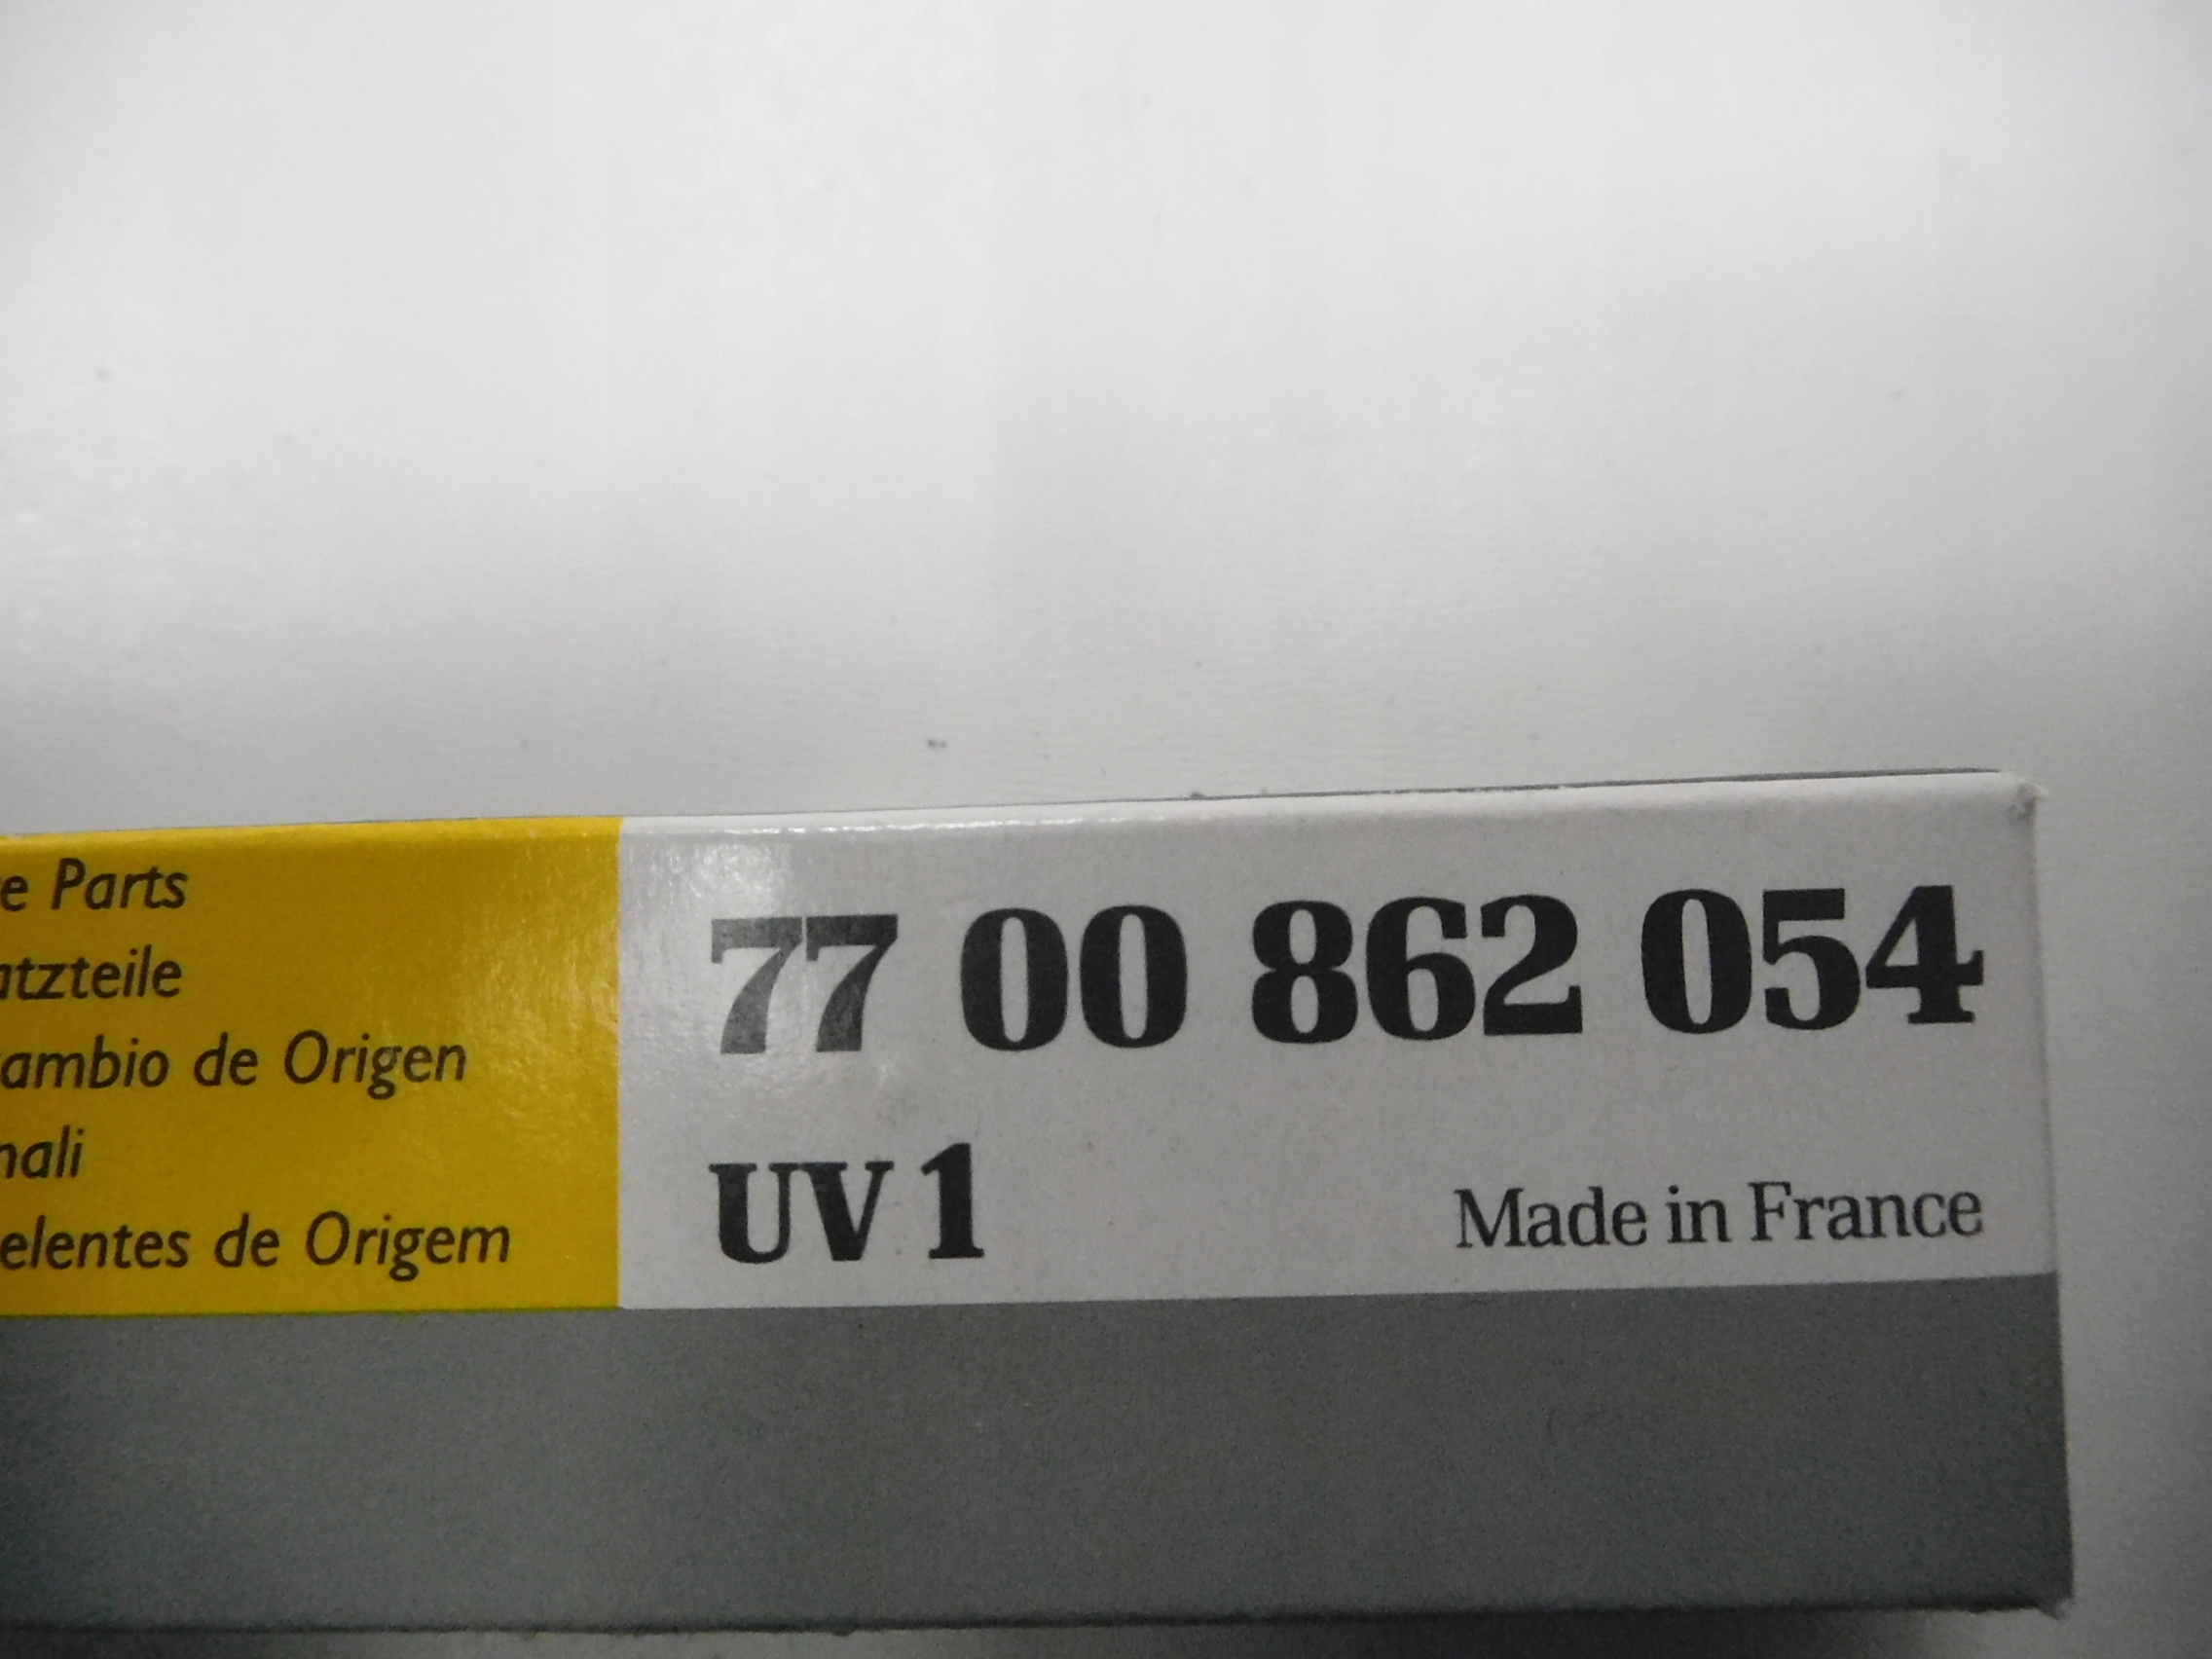 e Parts
atzteile
ambio de Origen
nali
elentes de Origem
77 00 862 054
UV 1
Made in France